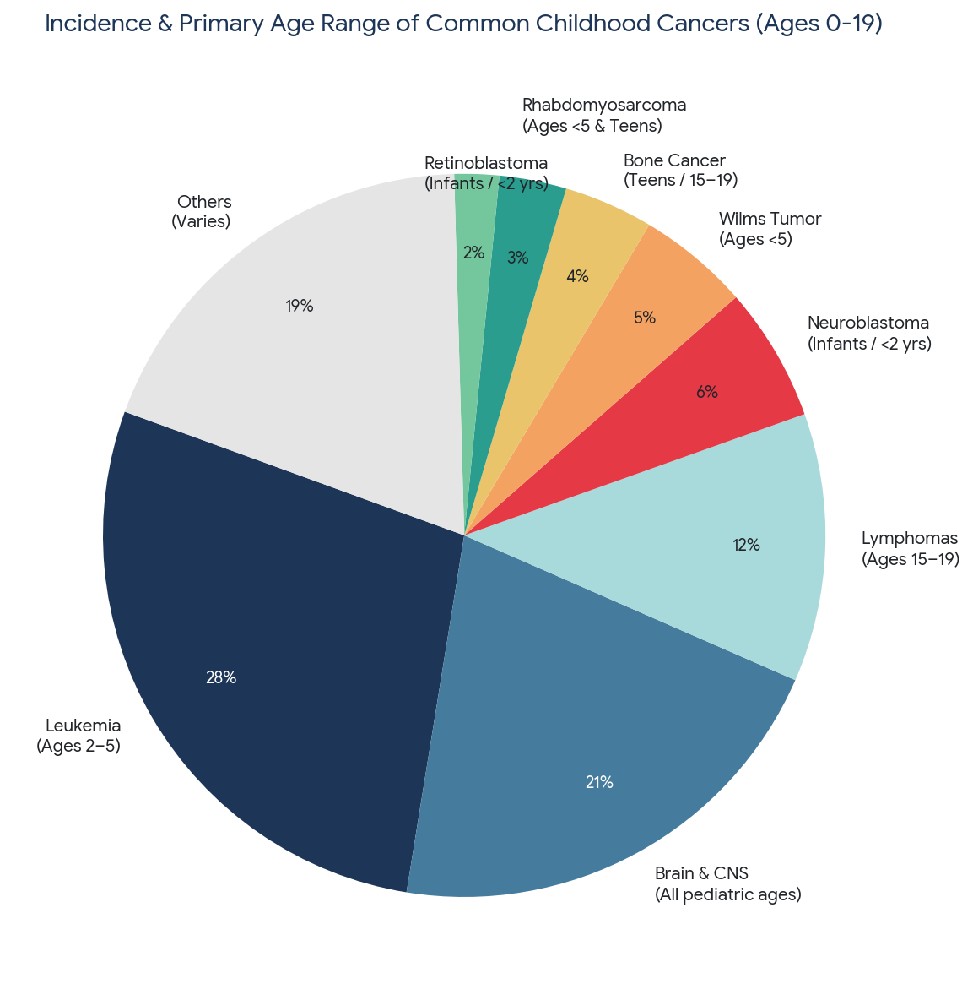 Incidence & Primary Age Range of Common Childhood Cancers (Ages 0-19)
Rhabdomyosarcoma
(Ages <5 & Teens)
Retinoblastoma
(Infants / <2 yrs)
Bone Cancer
(Teens / 15–19)
Others
(Varies)
Wilms Tumor
(Ages <5)
2%
3%
4%
19%
5%
Neuroblastoma
(Infants / <2 yrs)
6%
12%
Lymphomas
(Ages 15–19)
28%
Leukemia
(Ages 2–5)
21%
Brain & CNS
(All pediatric ages)